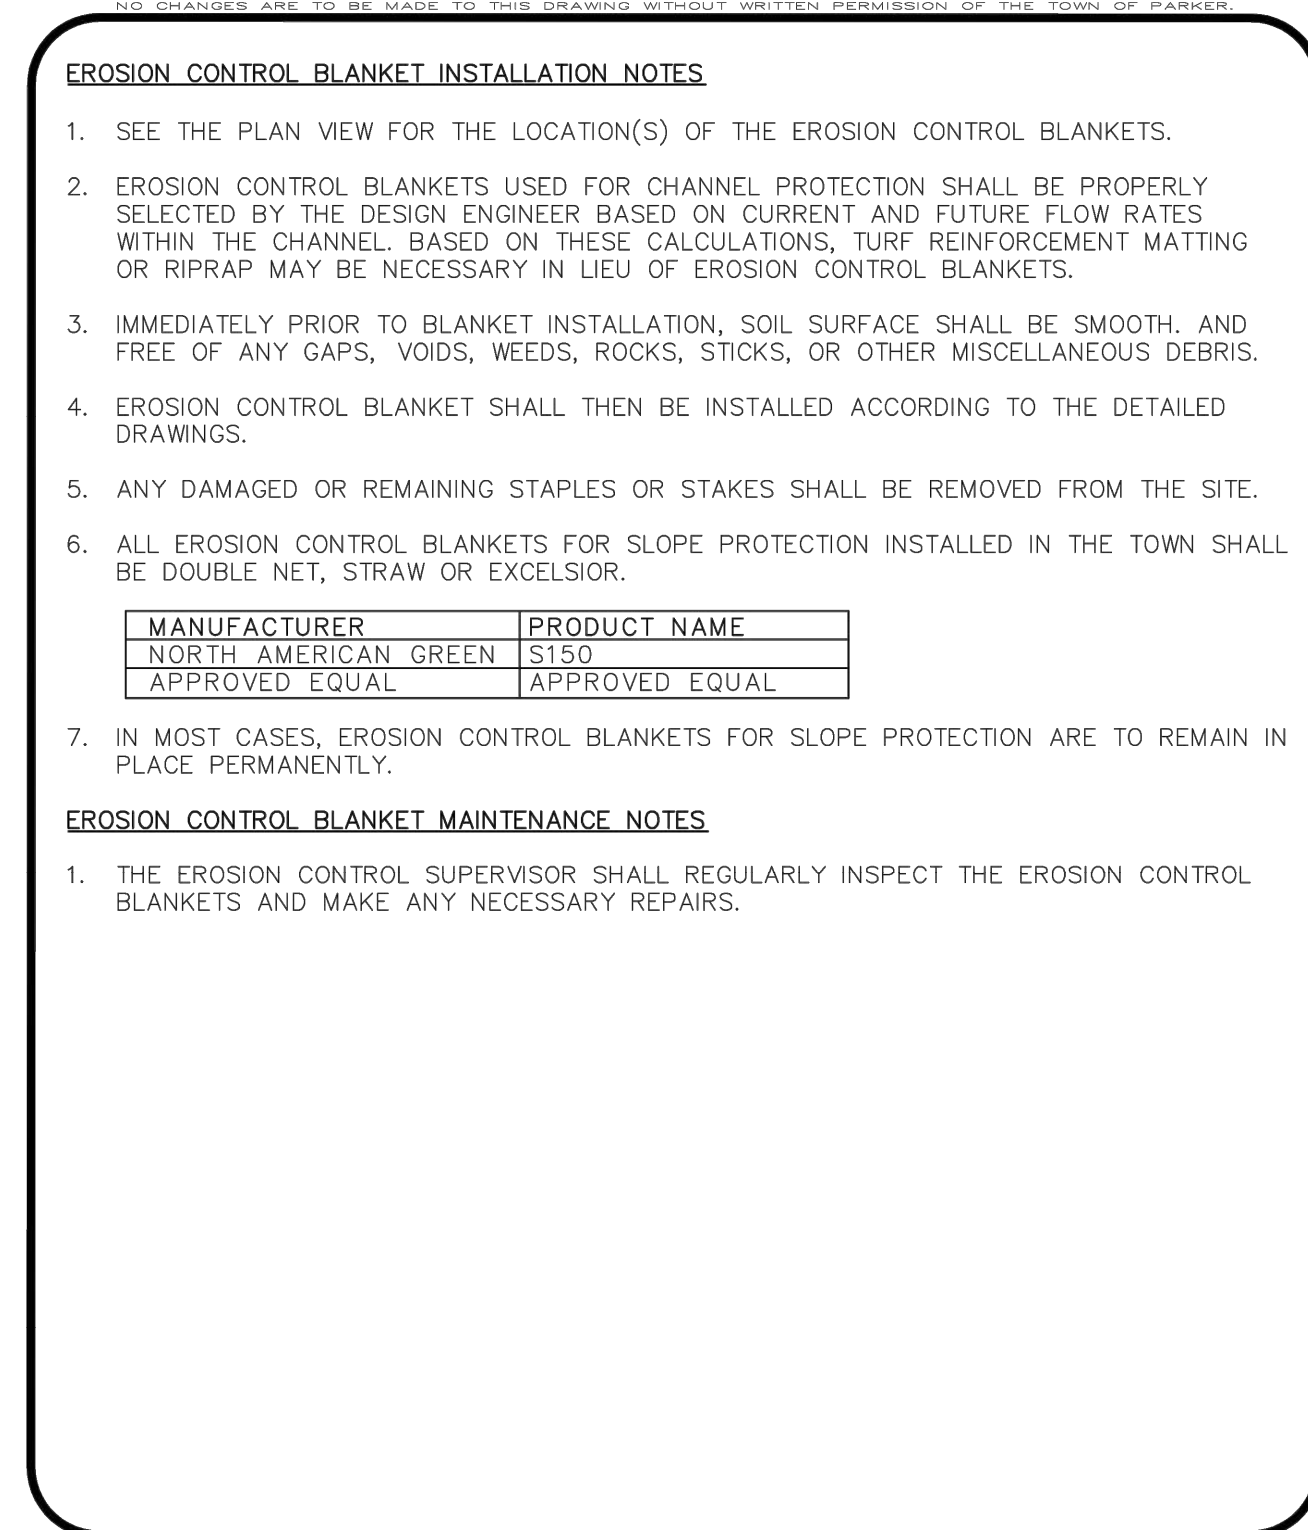 NO CHANGES ARE TO BE MADE TO THIS DRAWING WITHOUT WRITTEN PERMISSION OF THE TOWN OF PARKER.
EROSION CONTROL BLANKET INSTALLATION NOTES
1. SEE THE PLAN VIEW FOR THE LOCATION(S) OF THE EROSION CONTROL BLANKETS.
2. EROSION CONTROL BLANKETS USED FOR CHANNEL PROTECTION SHALL BE PROPERLY
SELECTED BY THE DESIGN ENGINEER BASED ON CURRENT AND FUTURE FLOW RATES
WITHIN THE CHANNEL. BASED ON THESE CALCULATIONS, TURF REINFORCEMENT MATTING
OR RIPRAP MAY BE NECESSARY IN LIEU OF EROSION CONTROL BLANKETS.
3. IMMEDIATELY PRIOR TO BLANKET INSTALLATION, SOIL SURFACE SHALL BE SMOOTH. AND
FREE OF ANY GAPS, VOIDS, WEEDS, ROCKS, STICKS, OR OTHER MISCELLANEOUS DEBRIS.
4. EROSION CONTROL BLANKET SHALL THEN BE INSTALLED ACCORDING TO THE DETAILED
DRAWINGS.
5. ANY DAMAGED OR REMAINING STAPLES OR STAKES SHALL BE REMOVED FROM THE SITE.
6. ALL EROSION CONTROL BLANKETS FOR SLOPE PROTECTION INSTALLED IN THE TOWN SHALL
BE DOUBLE NET, STRAW OR EXCELSIOR.
MANUFACTURER PRODUCT NAME
NORTH AMERICAN GREEN S150
APPROVED EQUAL APPROVED EQUAL
7. IN MOST CASES, EROSION CONTROL BLANKETS FOR SLOPE PROTECTION ARE TO REMAIN IN
PLACE PERMANENTLY.
EROSION CONTROL BLANKET MAINTENANCE NOTES
1. THE EROSION CONTROL SUPERVISOR SHALL REGULARLY INSPECT THE EROSION CONTROL
BLANKETS AND MAKE ANY NECESSARY REPAIRS.